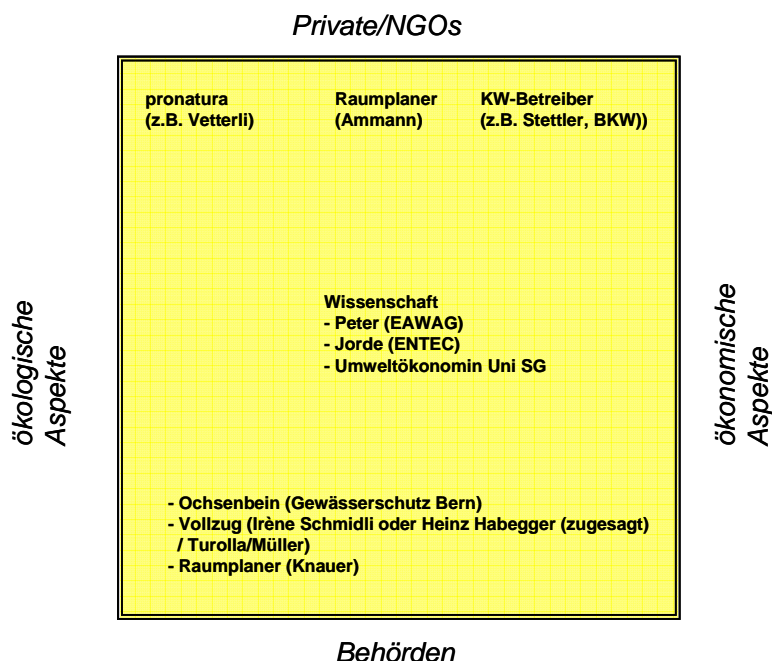 Private/NGOs
pronatura
(z.B. Vetterli)
Raumplaner
(Ammann)
KW-Betreiber
(z.B. Stettler, BKW))
ökologische
Aspekte
Wissenschaft
- Peter (EAWAG)
- Jorde (ENTEC)
- Umweltökonomin Uni SG
ökonomische
Aspekte
- Ochsenbein (Gewässerschutz Bern)
- Vollzug (Irène Schmidli oder Heinz Habegger (zugesagt)
/ Turolla/Müller)
- Raumplaner (Knauer)
Behörden